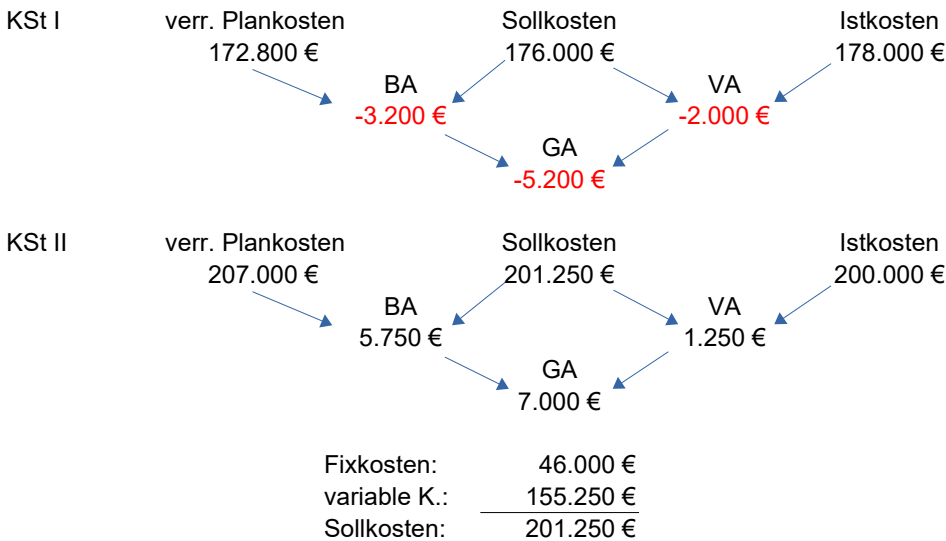 KSt I verr. Plankosten Sollkosten Istkosten
172.800 € 176.000 € 178.000 €
BA VA
-3.200 € -2.000 €
GA
-5.200 €
KSt II verr. Plankosten Sollkosten Istkosten
207.000 € 201.250 € 200.000 €
BA VA
5.750 € 1.250 €
GA
7.000 €
Fixkosten: 46.000 €
variable K.: 155.250 €
Sollkosten: 201.250 €